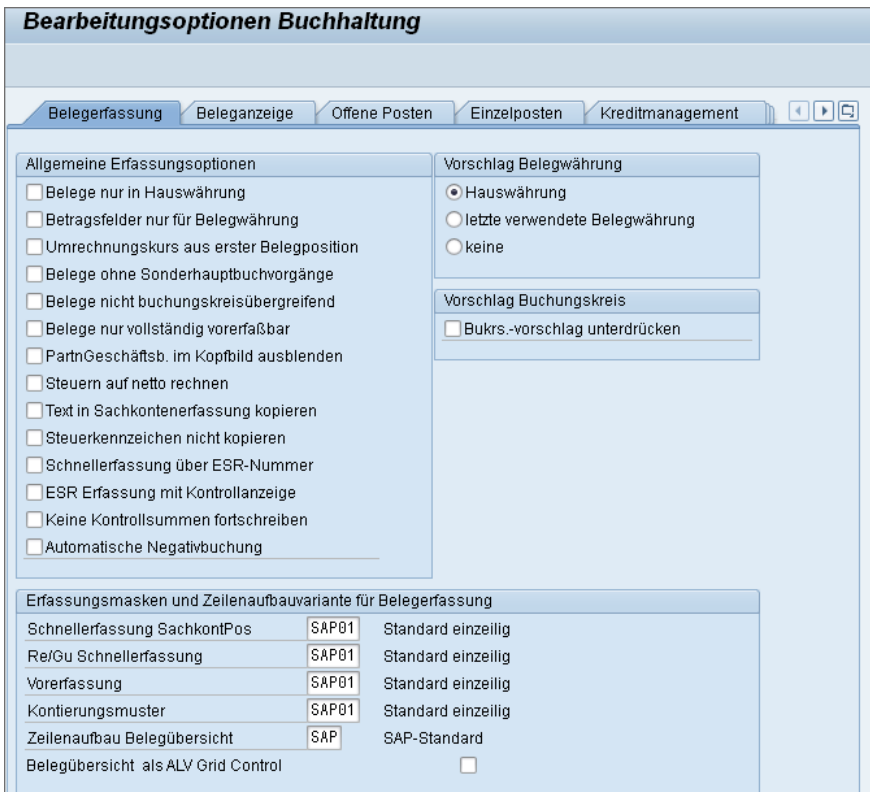 Bearbeitungsoptionen Buchhaltung
Belegerfassung Beleganzeige Offene Posten Einzelposten Kreditmanagement
Allgemeine Erfassungsoptionen
Belege nur in Hauswährung
Betragsfelder nur für Belegwährung
Umrechnungskurs aus erster Belegposition
Belege ohne Sonderhauptbuchvorgänge
Belege nicht buchungskreisübergreifend
Belege nur vollständig vorerfaßbar
PartnGeschäftsb. im Kopfbild ausblenden
Steuern auf netto rechnen
Text in Sachkontenerfassung kopieren
Steuerkennzeichen nicht kopieren
Schnellerfassung über ESR-Nummer
ESR Erfassung mit Kontrollanzeige
Keine Kontrollsummen fortschreiben
Automatische Negativbuchung
Vorschlag Belegwährung
Hauswährung
letzte verwendete Belegwährung
keine
Vorschlag Buchungskreis
Bukrs.-vorschlag unterdrücken
Erfassungsmasken und Zeilenaufbauvariante für Belegerfassung
Schnellerfassung SachkontPos SAP01 Standard einzeilig
Re/Gu Schnellerfassung SAP01 Standard einzeilig
Vorerfassung SAP01 Standard einzeilig
Kontierungsmuster SAP01 Standard einzeilig
Zeilenaufbau Belegübersicht SAP SAP-Standard
Belegübersicht als ALV Grid Control